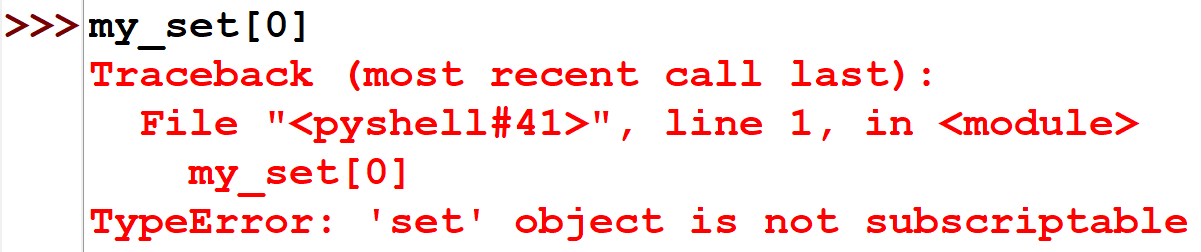 >>> my_set[0]
Traceback (most recent call last):
  File "<pyshell#41>", line 1, in <module>
    my_set[0]
TypeError: 'set' object is not subscriptable